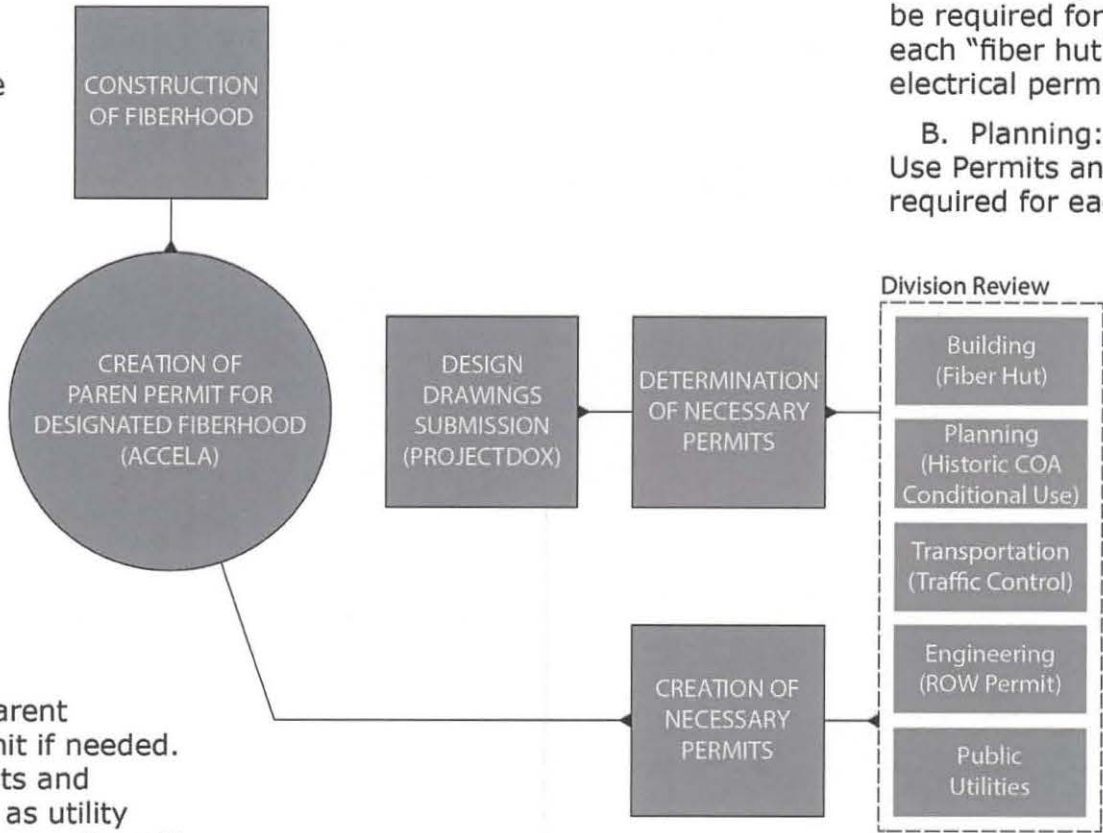 be required for
each “fiber hut
electrical perm
B. Planning:
Use Permits an
required for ea
e
CONSTRUCTION
OF FIBERHOOD
CREATION OF
PAREN PERMIT FOR
DESIGNATED FIBERHOOD
(ACCELA)
DESIGN
DRAWINGS
SUBMISSION
(PROJECTDOX)
DETERMINATION
OF NECESSARY
PERMITS
Division Review
Building
(Fiber Hut)
Planning
(Historic COA
Conditional Use)
Transportation
(Traffic Control)
Engineering
(ROW Permit)
Public
Utilities
CREATION OF
NECESSARY
PERMITS
arent
nit if needed.
ts and
as utility